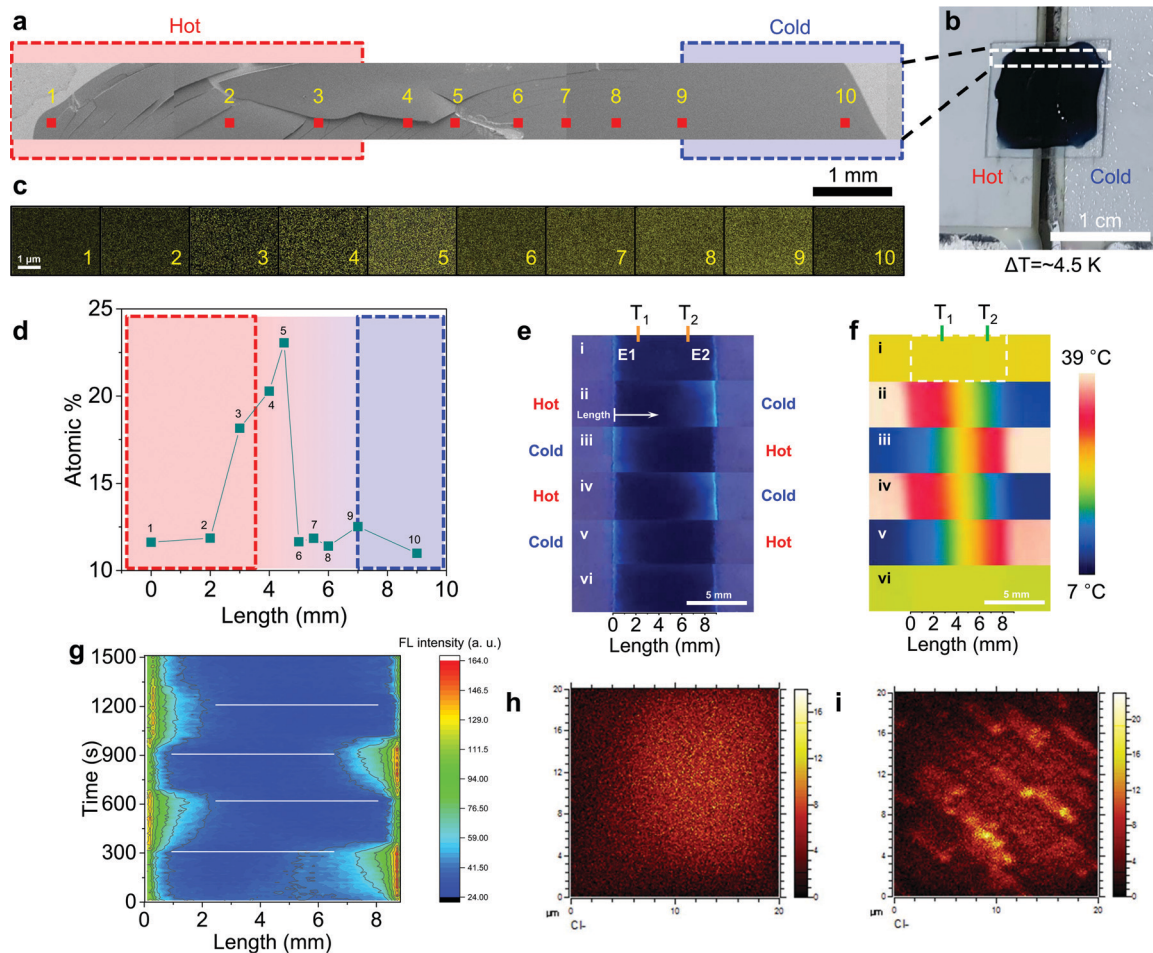 a
Hot
Cold
b
1
2
3
4
5
6
7
8
9
10
Hot
Cold
1 cm
ΔT=~4.5 K
1 mm
c
1 μm
1
2
3
4
5
6
7
8
9
10
d
25
20
15
10
Atomic %
1
2
3
4
5
6
7
8
9
10
0
2
4
6
8
10
Length (mm)
e
T1
T2
i
E1
E2
ii
Hot
Length
Cold
iii
Cold
Hot
iv
Hot
Cold
v
Cold
Hot
vi
5 mm
0
2
4
6
8
Length (mm)
f
T1
T2
i
ii
iii
iv
v
vi
5 mm
39 °C
7 °C
0
2
4
6
8
Length (mm)
g
FL intensity (a. u.)
1500
1200
900
600
300
0
Time (s)
0
2
4
6
8
Length (mm)
164.0
146.5
129.0
111.5
94.00
76.50
59.00
41.50
24.00
h
20
16
12
8
4
0
μm
0
10
20
Cl-
16
12
8
4
0
i
20
16
12
8
4
0
μm
0
10
20
Cl-
20
16
12
8
4
0